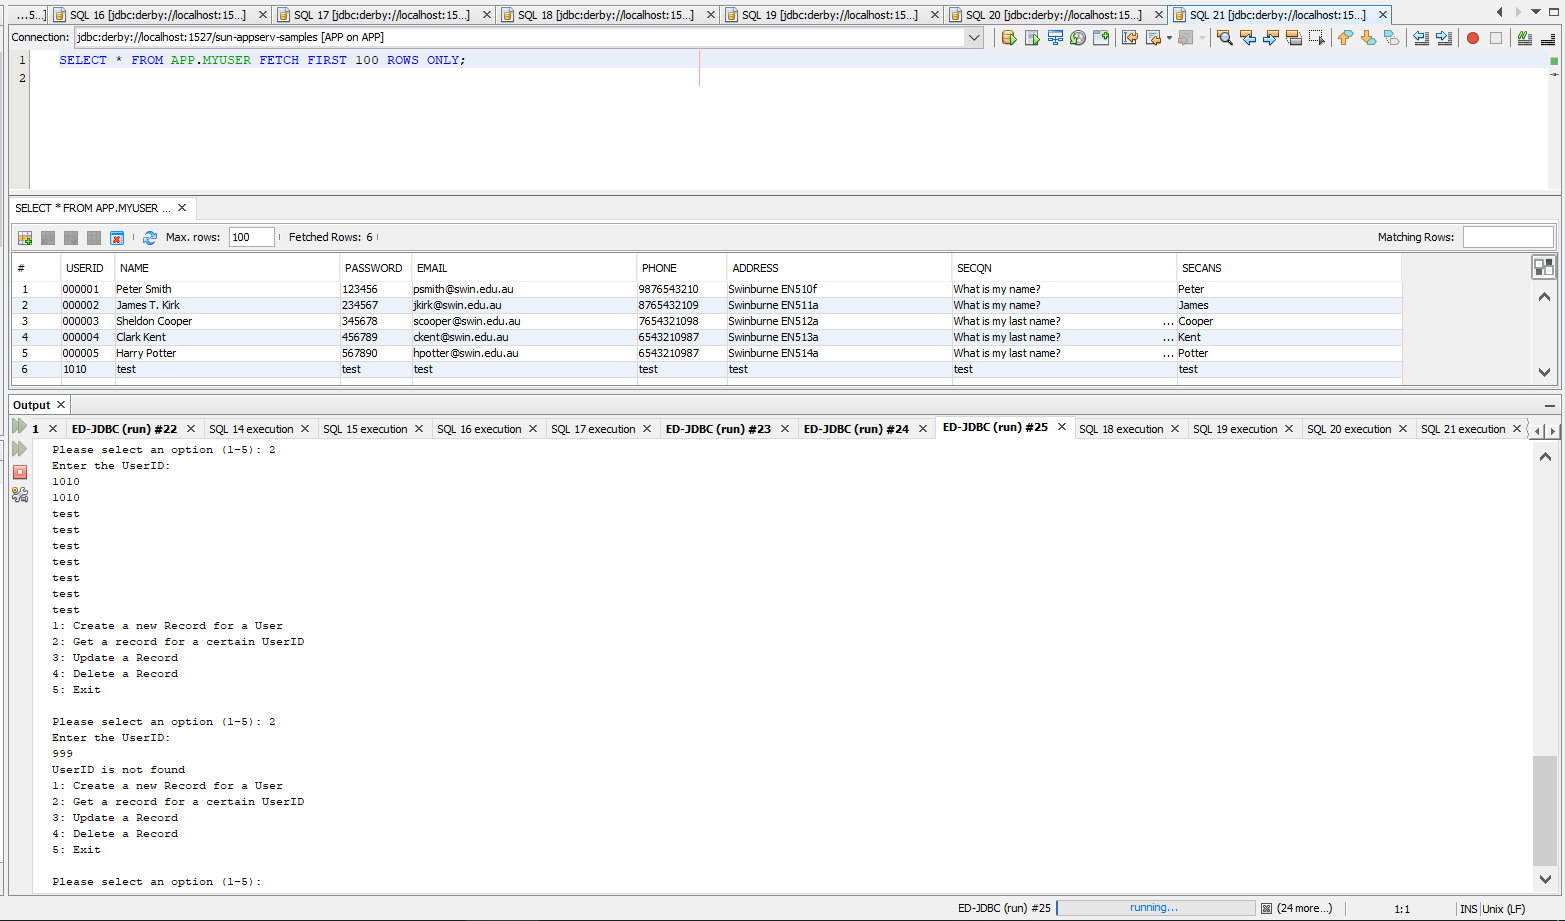 ...5...] SQL 16 [jdbc:derby://localhost:15...] SQL 17 [jdbc:derby://localhost:15...] SQL 18 [jdbc:derby://localhost:15...] SQL 19 [jdbc:derby://localhost:15...] SQL 20 [jdbc:derby://localhost:15...] SQL 21 [jdbc:derby://localhost:15...]
Connection: jdbc:derby://localhost:1527/sun-appserv-samples [APP on APP]
1 SELECT * FROM APP.MYUSER FETCH FIRST 100 ROWS ONLY;
2
SELECT * FROM APP.MYUSER ...
Max. rows: 100 Fetched Rows: 6 Matching Rows:
# USERID NAME PASSWORD EMAIL PHONE ADDRESS SECQN SECANS
1 000001 Peter Smith 123456 psmith@swin.edu.au 9876543210 Swinburne EN510f What is my name? Peter
2 000002 James T. Kirk 234567 jkirk@swin.edu.au 8765432109 Swinburne EN511a What is my name? James
3 000003 Sheldon Cooper 345678 scooper@swin.edu.au 7654321098 Swinburne EN512a What is my last name? ... Cooper
4 000004 Clark Kent 456789 ckent@swin.edu.au 6543210987 Swinburne EN513a What is my last name? ... Kent
5 000005 Harry Potter 567890 hpotter@swin.edu.au 6543210987 Swinburne EN514a What is my last name? ... Potter
6 1010 test test test test test test test
Output
1 ED-JDBC (run) #22 SQL 14 execution SQL 15 execution SQL 16 execution SQL 17 execution ED-JDBC (run) #23 ED-JDBC (run) #24 ED-JDBC (run) #25 SQL 18 execution SQL 19 execution SQL 20 execution SQL 21 execution
Please select an option (1-5): 2
Enter the UserID:
1010
1010
test
test
test
test
test
test
test
1: Create a new Record for a User
2: Get a record for a certain UserID
3: Update a Record
4: Delete a Record
5: Exit
Please select an option (1-5): 2
Enter the UserID:
999
UserID is not found
1: Create a new Record for a User
2: Get a record for a certain UserID
3: Update a Record
4: Delete a Record
5: Exit
Please select an option (1-5):
ED-JDBC (run) #25 running... (24 more...) 1:1 INS Unix (LF)